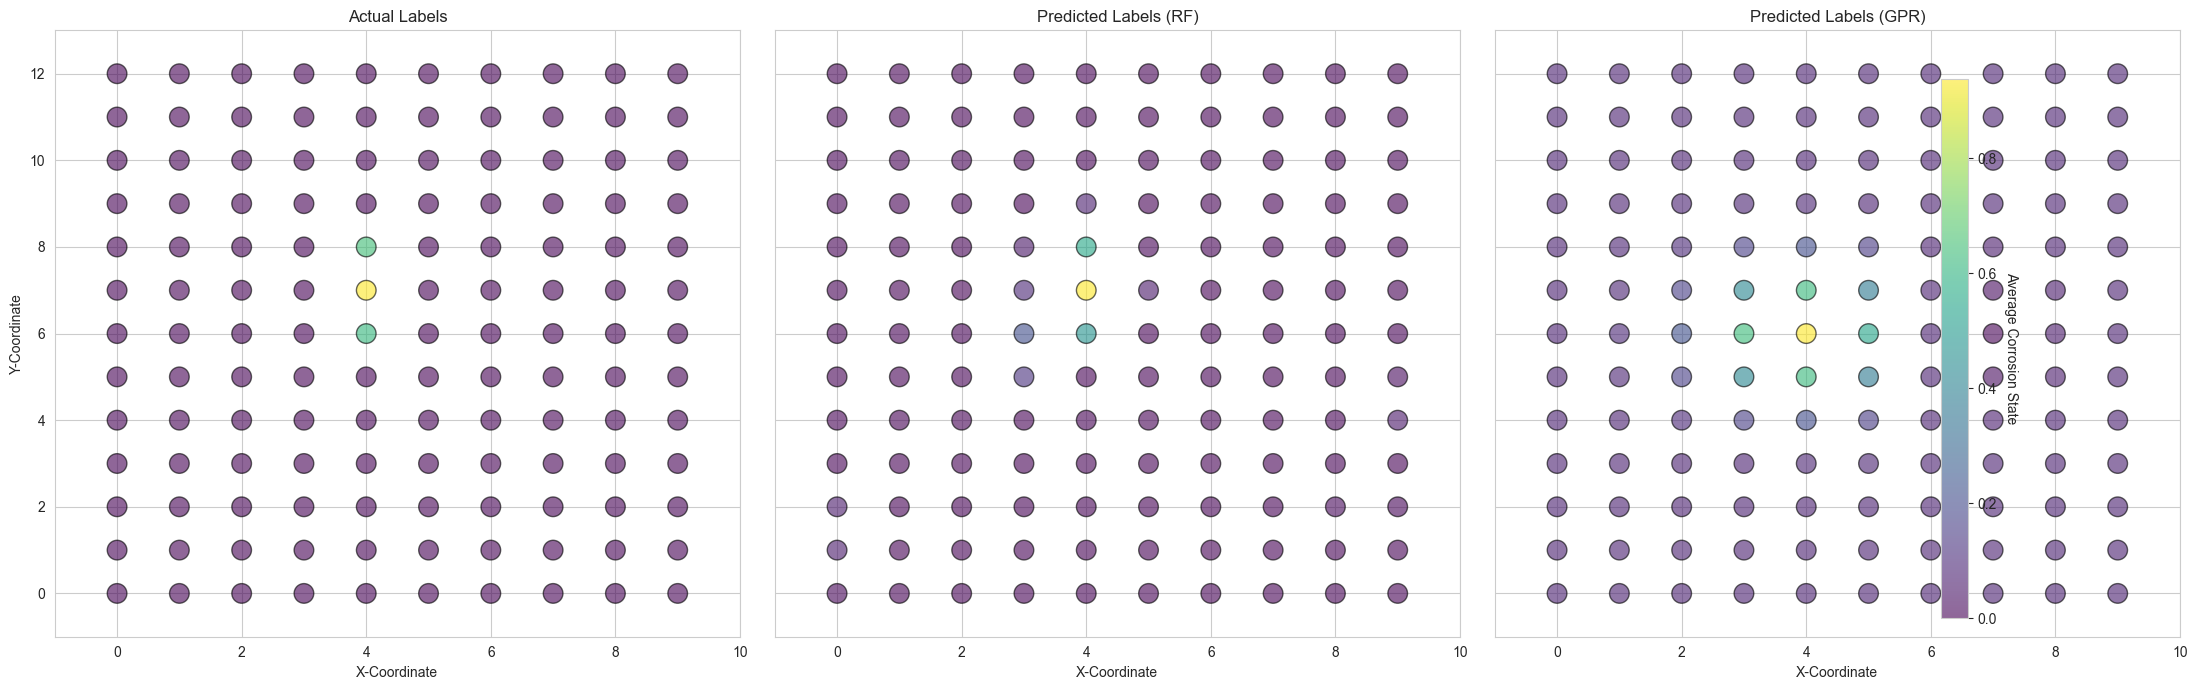 Actual Labels
Predicted Labels (RF)
Predicted Labels (GPR)
12
10
8
6
4
2
0
Y-Coordinate
0 2 4 6 8 10
X-Coordinate
0 2 4 6 8 10
X-Coordinate
0 2 4 6 8 10
X-Coordinate
0.8
0.6
0.4
0.2
0.0
Average Corrosion State